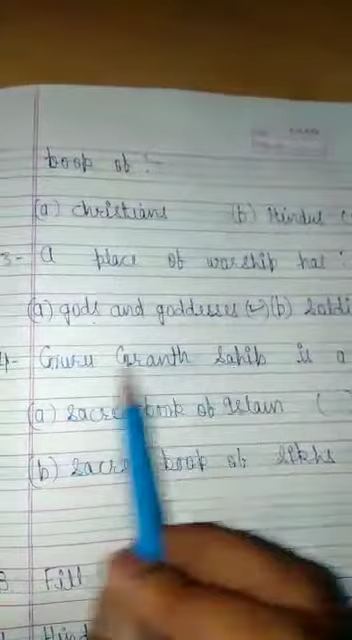 book of :-
(a) christians (b) Hindus (
3- A place of worship has :
(a) gods and goddesses (✓) (b)
4- Guru Granth Sahib is a
(a) sacred book of Islam (
(b) sacred book of sikhs
3. Fill